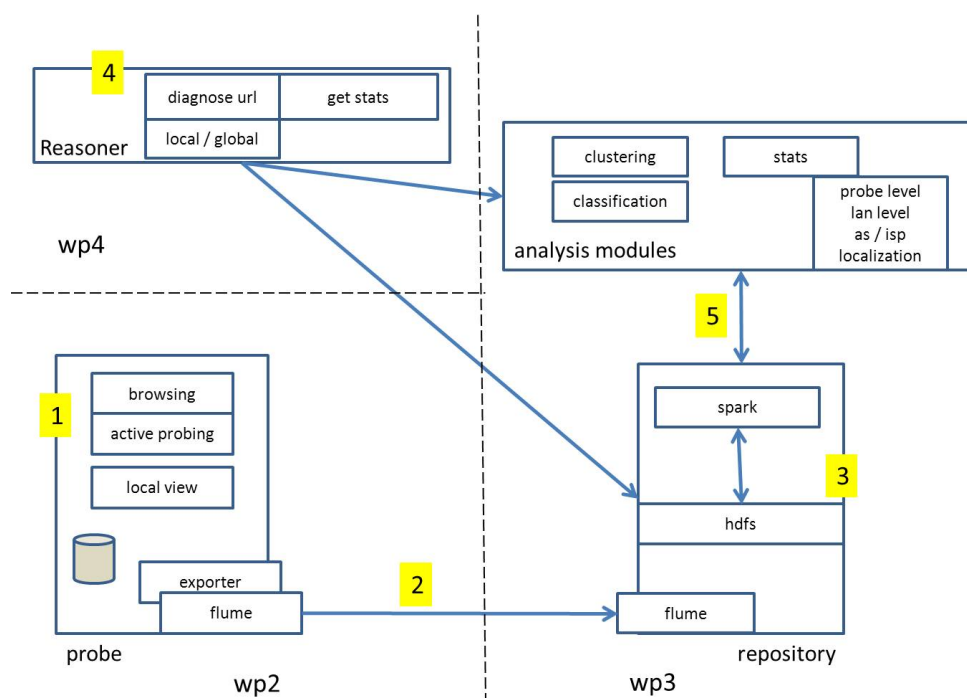 4
diagnose url
get stats
Reasoner
local / global
wp4
clustering
stats
classification
probe level
lan level
as / isp
localization
analysis modules
5
1
browsing
active probing
local view
exporter
flume
probe
wp2
2
spark
3
hdfs
flume
repository
wp3